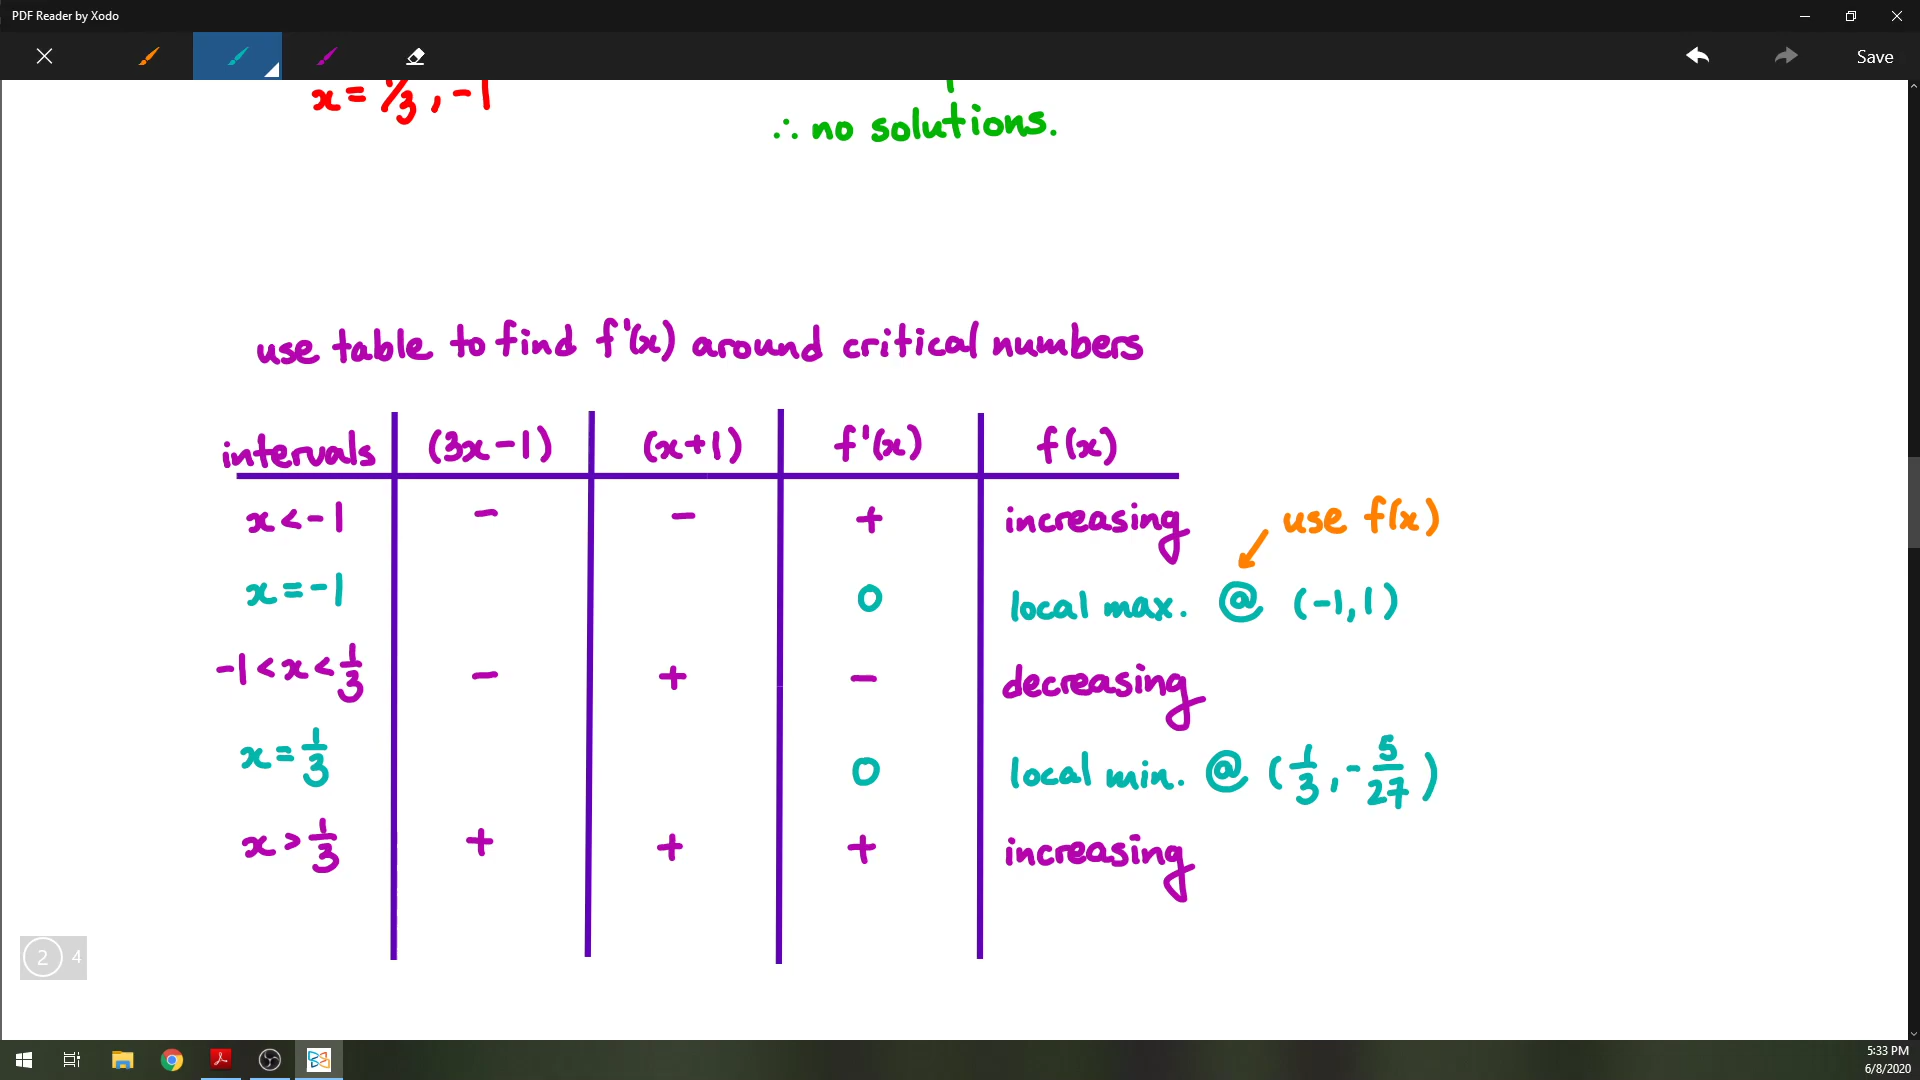 PDF Reader by Xodo
Save
x = 1/3, -1
∴ no solutions.
use table to find f'(x) around critical numbers
intervals (3x-1) (x+1) f'(x) f(x)
x < -1 - - + increasing
use f(x)
x = -1 0 local max. @ (-1, 1)
-1 < x < 1/3 - + - decreasing
x = 1/3 0 local min. @ (1/3, -5/27)
x > 1/3 + + + increasing
2 4
5:33 PM
6/8/2020